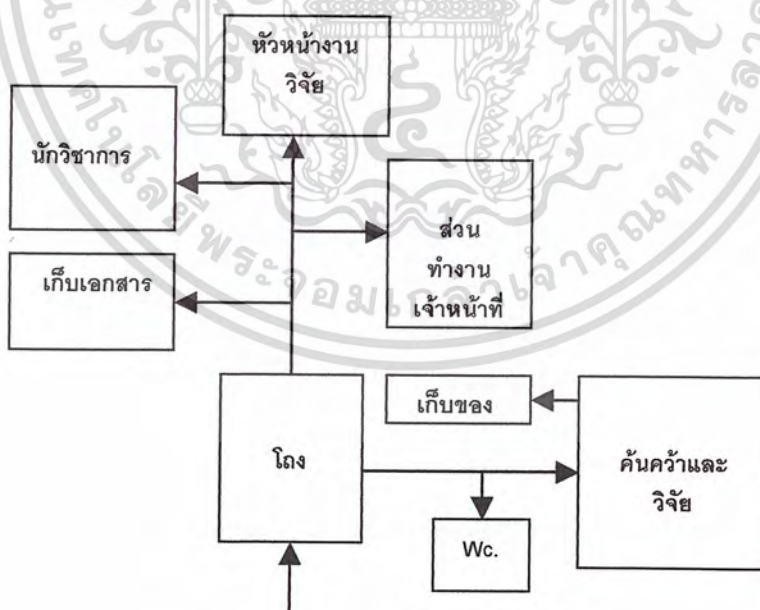 หัวหน้างาน
วิจัย
นักวิชาการ
ส่วน
ทำงาน
เจ้าหน้าที่
เก็บเอกสาร
เก็บของ
โถง
ค้นคว้าและ
วิจัย
Wc.